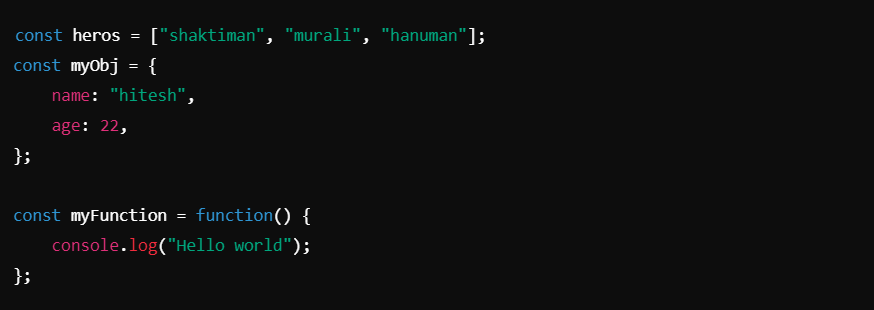 const heros = ["shaktiman", "murali", "hanuman"];
const myObj = {
    name: "hitesh",
    age: 22,
};

const myFunction = function() {
    console.log("Hello world");
};